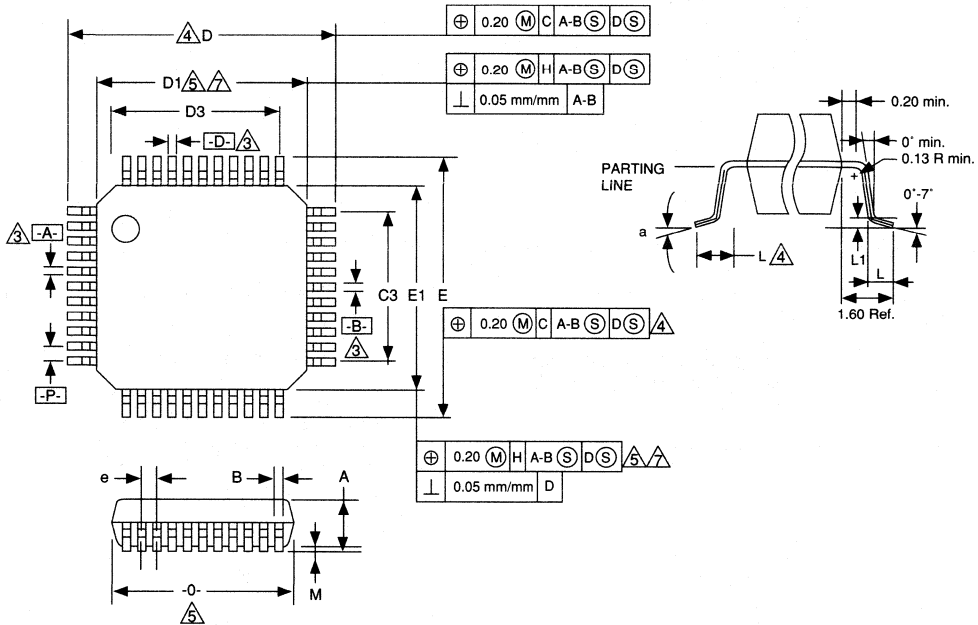 4 D
⊕ 0.20 Ⓜ C A-B Ⓢ D Ⓢ
D1 5 7
⊕ 0.20 Ⓜ H A-B Ⓢ D Ⓢ
⊥ 0.05 mm/mm A-B
D3
-D- 3
0.20 min.
0° min.
0.13 R min.
PARTING
LINE
+
0°-7°
3 -A-
a
L 4
L1
L
1.60 Ref.
C3 E1 E
-B-
3
⊕ 0.20 Ⓜ C A-B Ⓢ D Ⓢ 4
-P-
⊕ 0.20 Ⓜ H A-B Ⓢ D Ⓢ 5 7
⊥ 0.05 mm/mm D
e B A
-0-
5
M